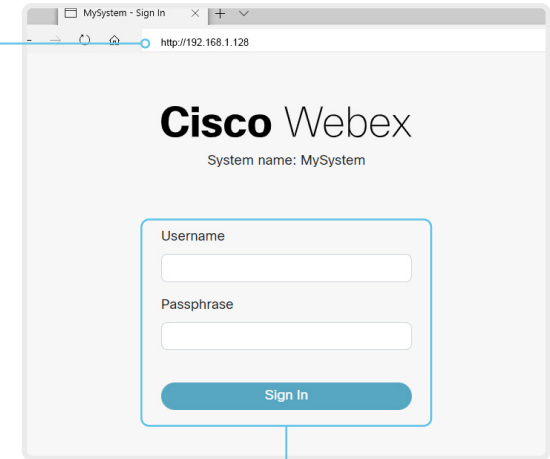 MySystem - Sign In
http://192.168.1.128
Cisco Webex
System name: MySystem
Username
Passphrase
Sign In